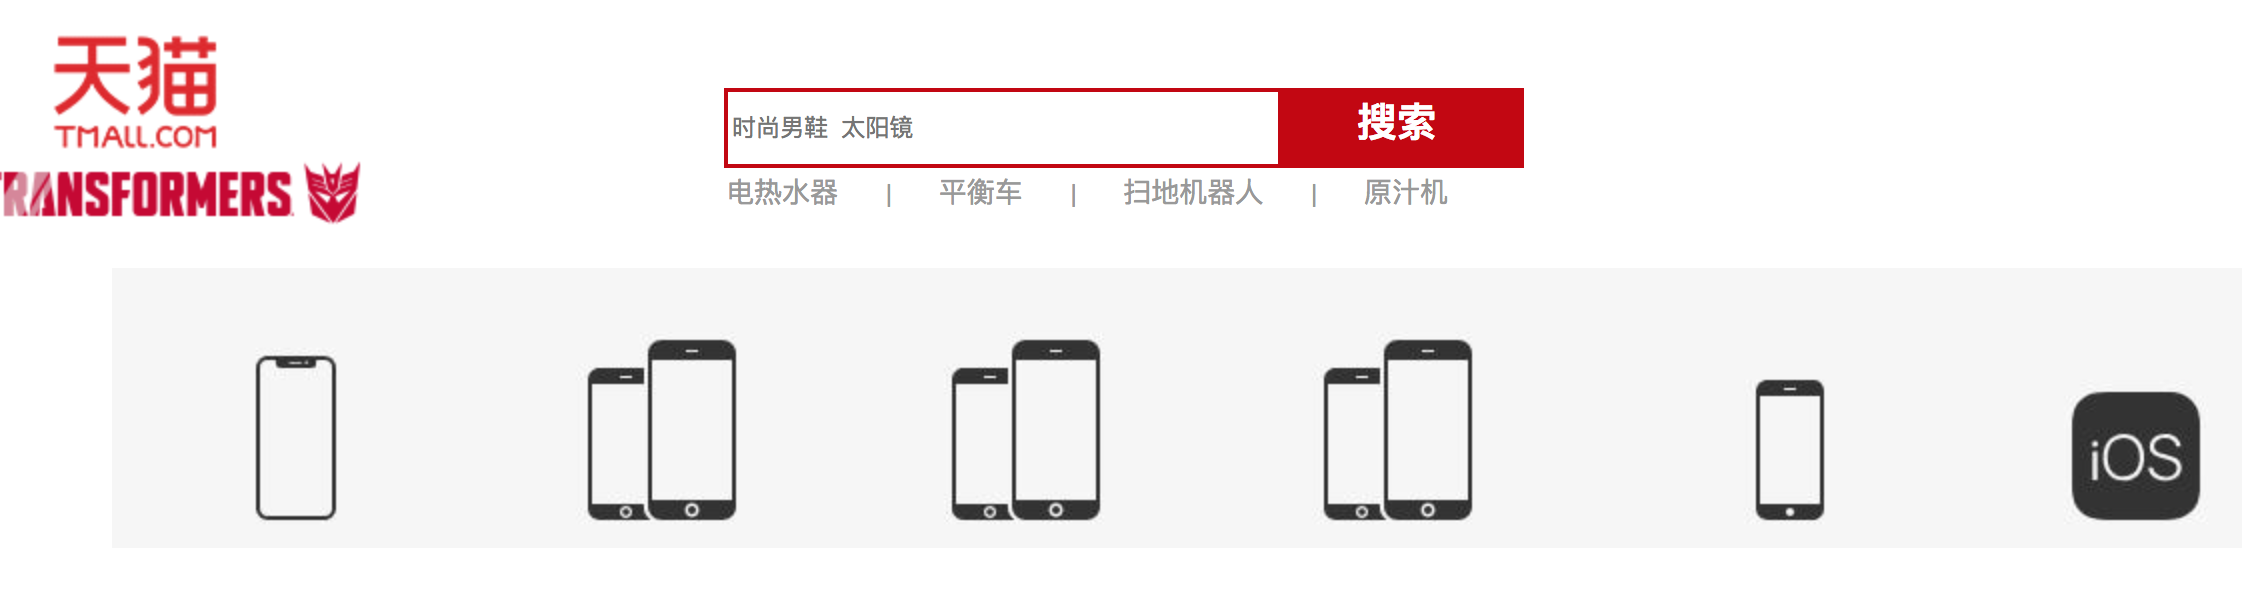 天猫
TMALL.COM
TRANSFORMERS
时尚男鞋 太阳镜
搜索
电热水器 | 平衡车 | 扫地机器人 | 原汁机
iOS